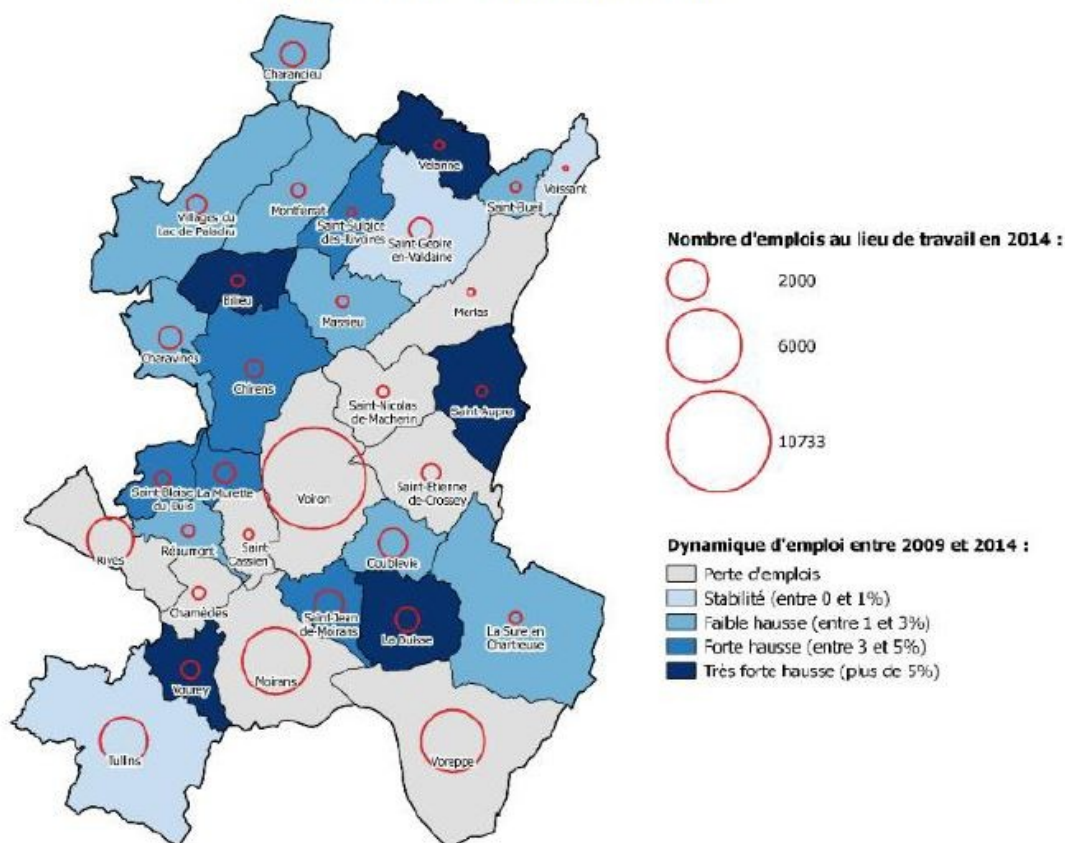 Charancieu
Velanne
Voissant
Saint-Bueil
Montferrat
Villages du
Lac de Paladru
Saint-Sulpice
des-Rivoires
Saint-Geoire
en-Valdaine
Bilieu
Massieu
Merlas
Charavines
Chirens
Saint-Nicolas
de-Macherin
Saint-Aupre
Saint-Blaise
du Buis
La Murette
Voiron
Saint-Etienne
de-Crossey
Rives
Réaumont
Saint
Cassien
Coublevie
Charnècles
Saint-Jean
de-Moirans
La Buisse
La Sure en
Chartreuse
Vourey
Moirans
Tullins
Voreppe
Nombre d'emplois au lieu de travail en 2014 :
2000
6000
10733
Dynamique d'emploi entre 2009 et 2014 :
Perte d'emplois
Stabilité (entre 0 et 1%)
Faible hausse (entre 1 et 3%)
Forte hausse (entre 3 et 5%)
Très forte hausse (plus de 5%)